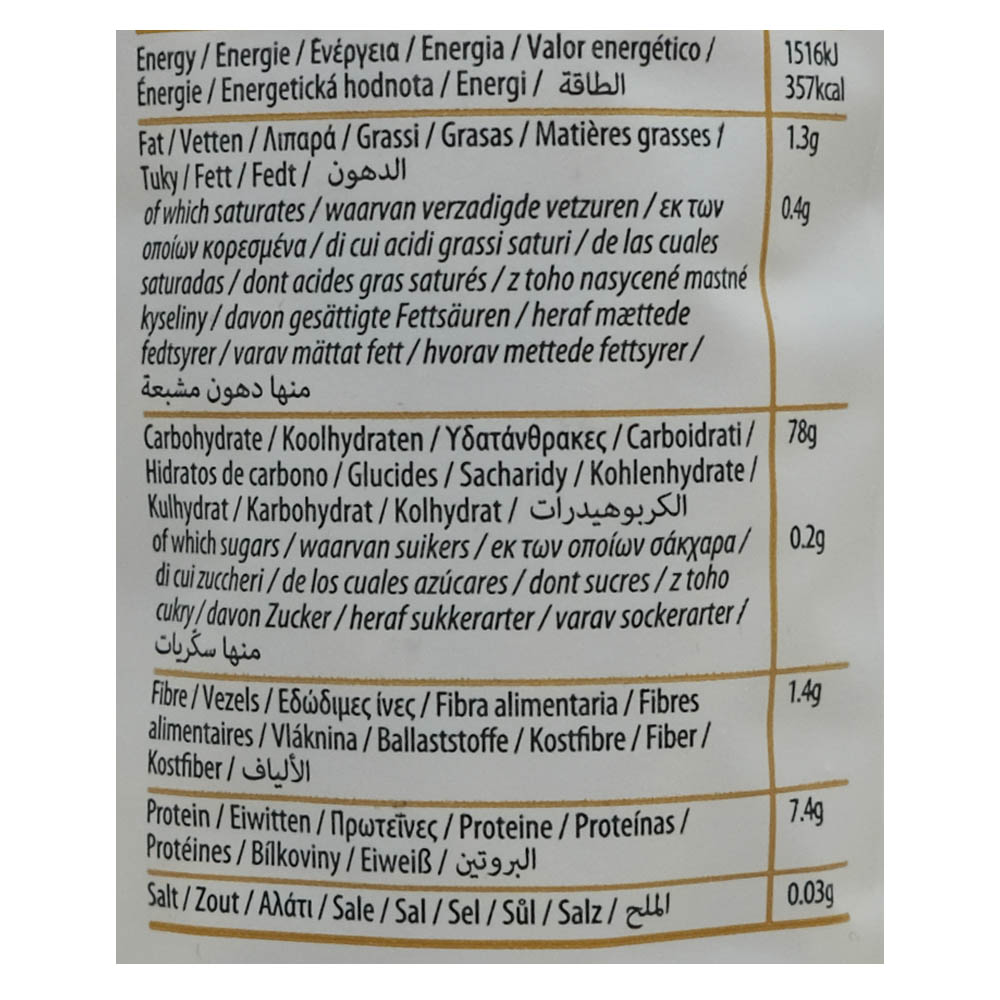 Energy / Energie / Ενέργεια / Energia / Valor energético / 1516kJ
Énergie / Energetická hodnota / Energi / الطاقة 357kcal
Fat / Vetten / Λιπαρά / Grassi / Grasas / Matières grasses / 1.3g
Tuky / Fett / Fedt / الدهون
of which saturates / waarvan verzadigde vetzuren / εκ των 0.4g
οποίων κορεσμένα / di cui acidi grassi saturi / de las cuales
saturadas / dont acides gras saturés / z toho nasycené mastné
kyseliny / davon gesättigte Fettsäuren / heraf mættede
fedtsyrer / varav mättat fett / hvorav mettede fettsyrer /
منها دهون مشبعة
Carbohydrate / Koolhydraten / Υδατάνθρακες / Carboidrati / 78g
Hidratos de carbono / Glucides / Sacharidy / Kohlenhydrate /
Kulhydrat / Karbohydrat / Kolhydrat / الكربوهيدرات
of which sugars / waarvan suikers / εκ των οποίων σάκχαρα / 0.2g
di cui zuccheri / de los cuales azúcares / dont sucres / z toho
cukry / davon Zucker / heraf sukkerarter / varav sockerarter /
منها سكّريات
Fibre / Vezels / Εδώδιμες ίνες / Fibra alimentaria / Fibres 1.4g
alimentaires / Vláknina / Ballaststoffe / Kostfibre / Fiber /
Kostfiber / الألياف
Protein / Eiwitten / Πρωτεΐνες / Proteine / Proteínas / 7.4g
Protéines / Bílkoviny / Eiweiß / البروتين
Salt / Zout / Αλάτι / Sale / Sal / Sel / Sůl / Salz / الملح 0.03g